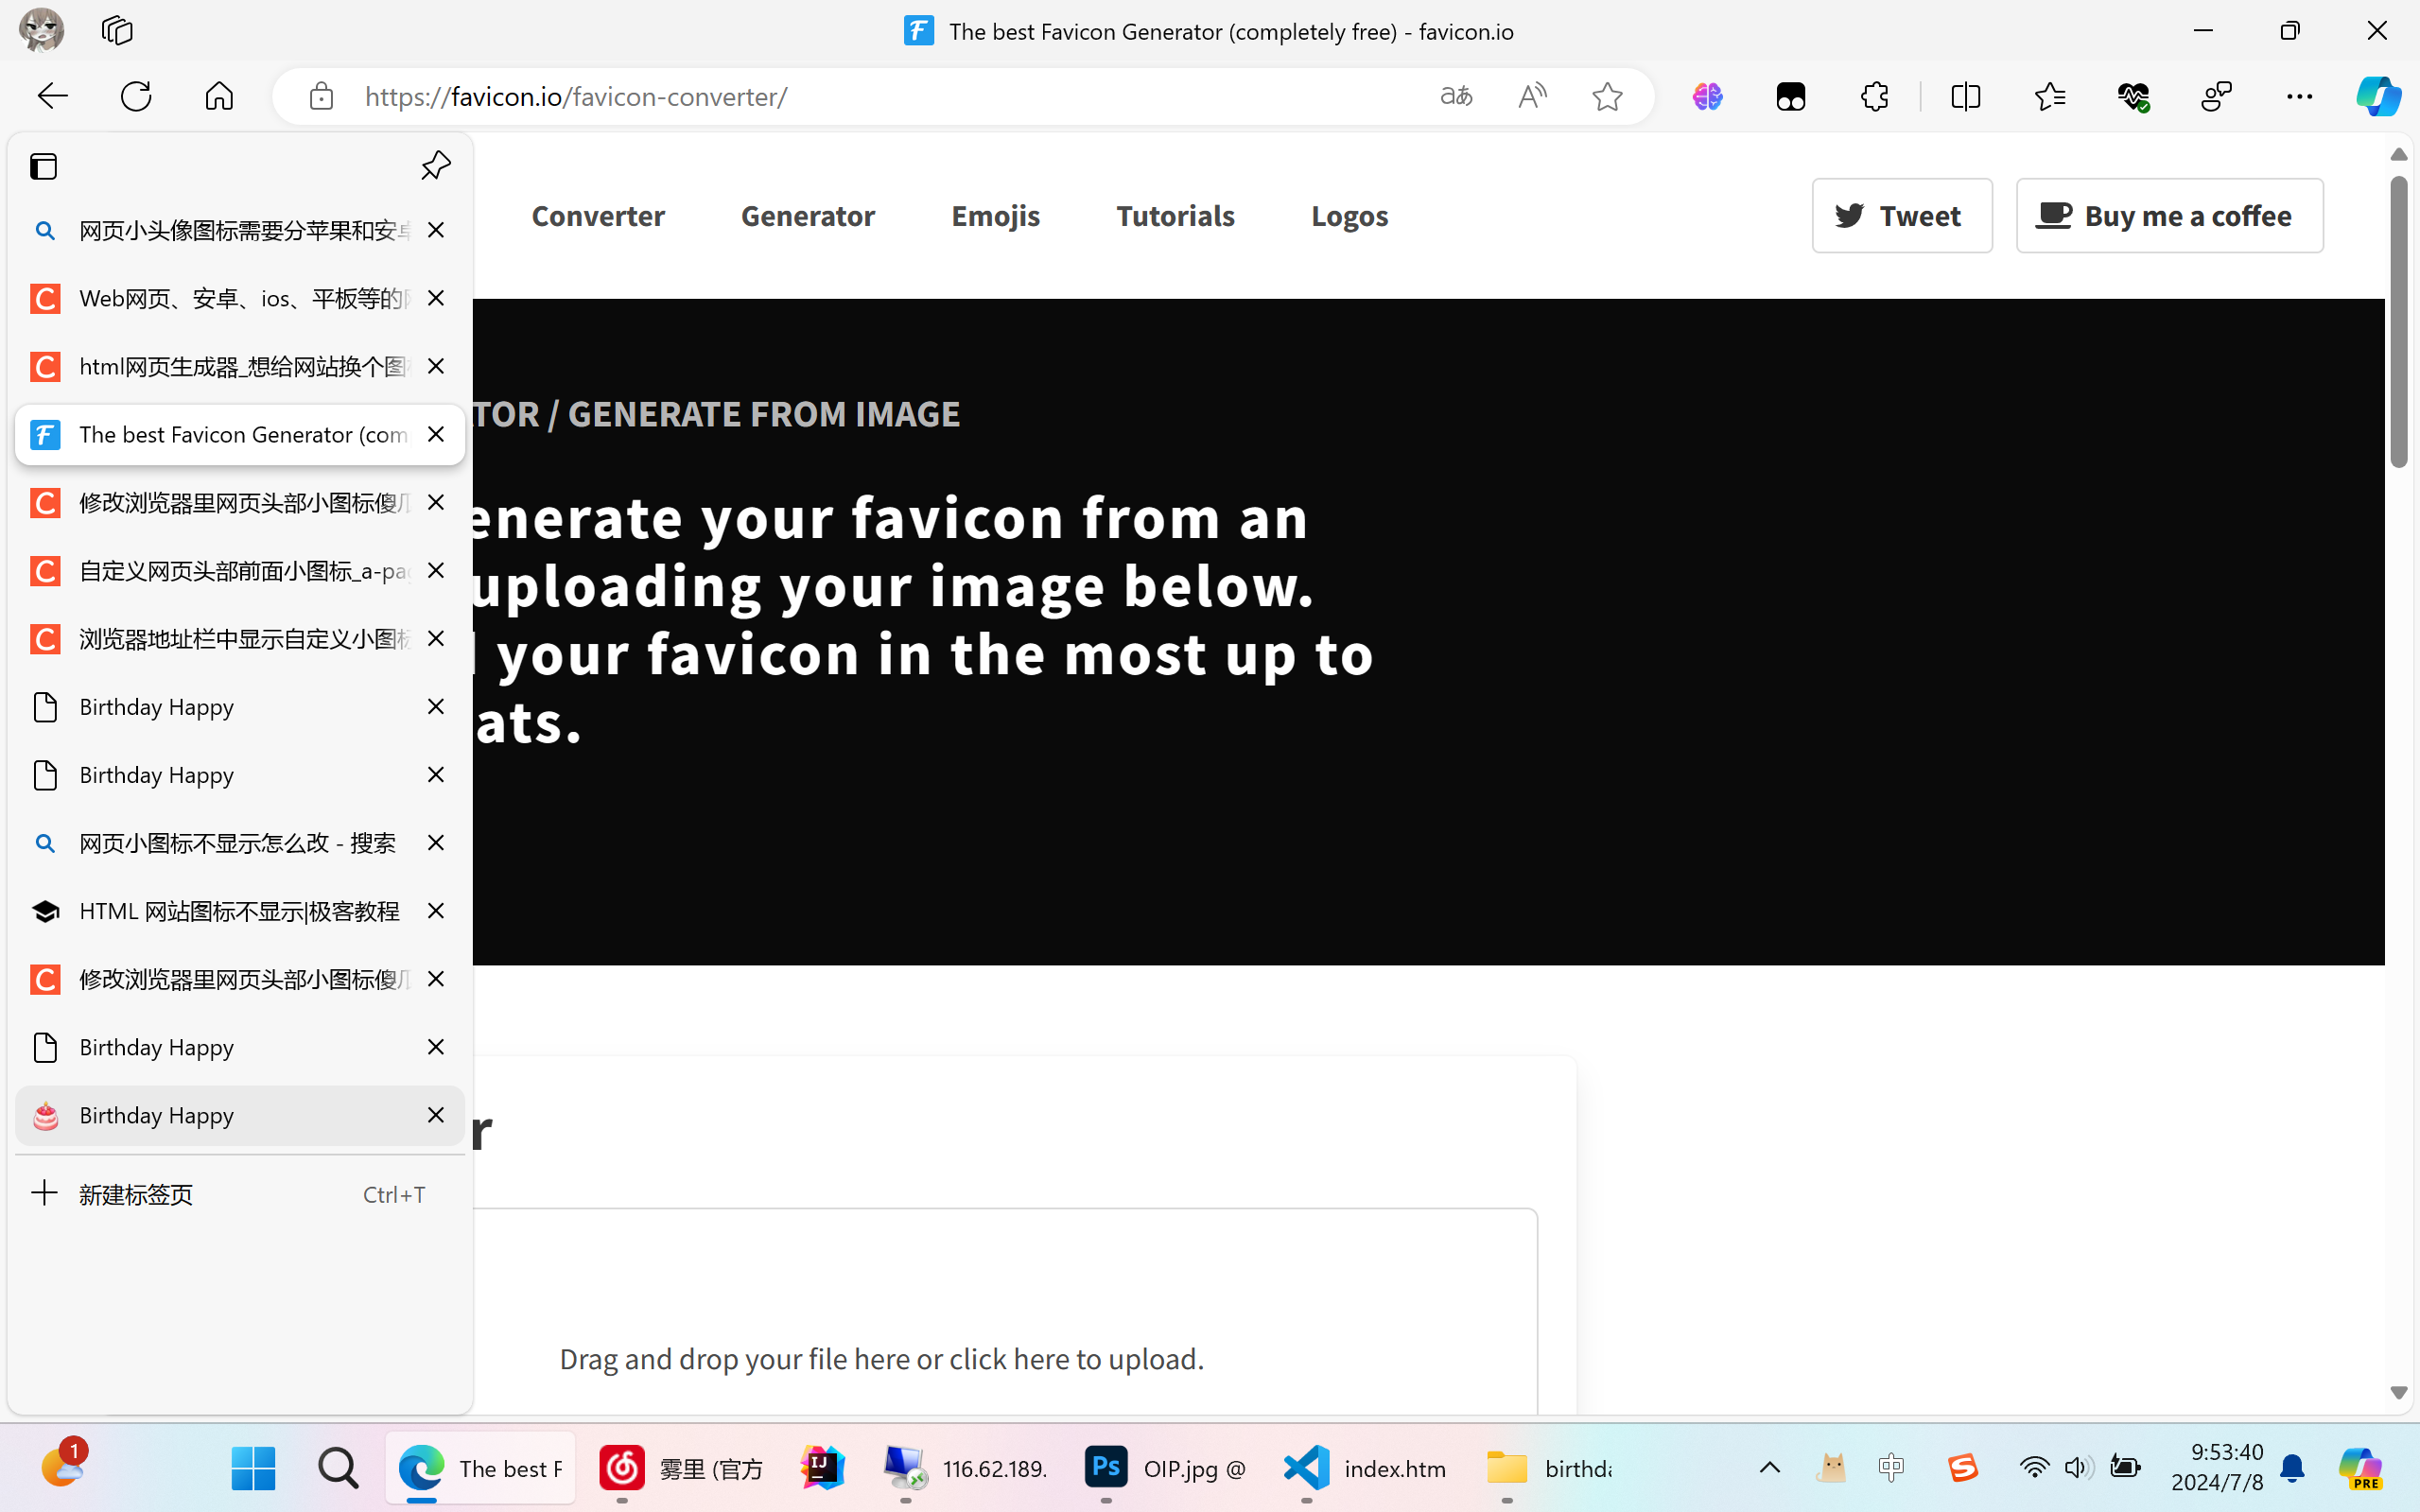 The best Favicon Generator (completely free) - favicon.io
https://favicon.io/favicon-converter/
网页小头像图标需要分苹果和安
Web网页、安卓、ios、平板等的
html网页生成器_想给网站换个图
The best Favicon Generator (com
修改浏览器里网页头部小图标傻
自定义网页头部前面小图标_a-pa
浏览器地址栏中显示自定义小图
Birthday Happy
Birthday Happy
网页小图标不显示怎么改 - 搜索
HTML 网站图标不显示|极客教程
修改浏览器里网页头部小图标傻
Birthday Happy
Birthday Happy
新建标签页 Ctrl+T
Converter Generator Emojis Tutorials Logos Tweet Buy me a coffee
TOR / GENERATE FROM IMAGE
enerate your favicon from an
uploading your image below.
your favicon in the most up to
ats.
r
Drag and drop your file here or click here to upload.
1 The best F 雾里 (官方 IJ 116.62.189. Ps OIP.jpg @ index.htm birthda 中 9:53:40
2024/7/8 PRE